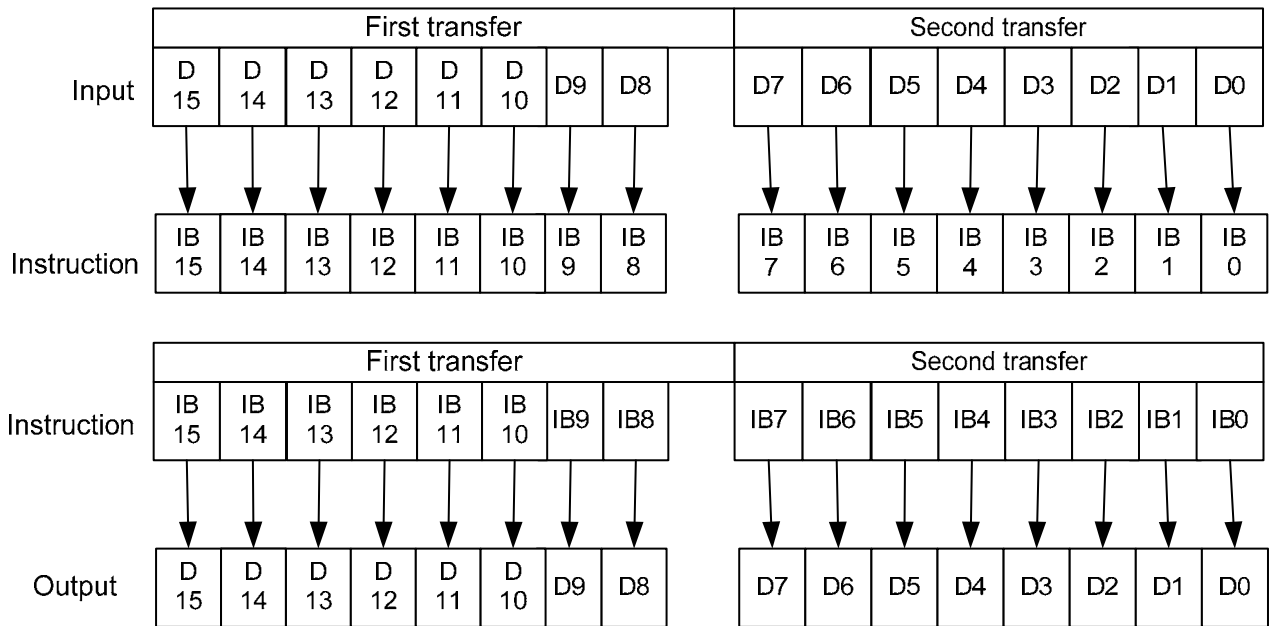 First transfer Second transfer
Input D 15 D 14 D 13 D 12 D 11 D 10 D9 D8 D7 D6 D5 D4 D3 D2 D1 D0
Instruction IB 15 IB 14 IB 13 IB 12 IB 11 IB 10 IB 9 IB 8 IB 7 IB 6 IB 5 IB 4 IB 3 IB 2 IB 1 IB 0
First transfer Second transfer
Instruction IB 15 IB 14 IB 13 IB 12 IB 11 IB 10 IB9 IB8 IB7 IB6 IB5 IB4 IB3 IB2 IB1 IB0
Output D 15 D 14 D 13 D 12 D 11 D 10 D9 D8 D7 D6 D5 D4 D3 D2 D1 D0